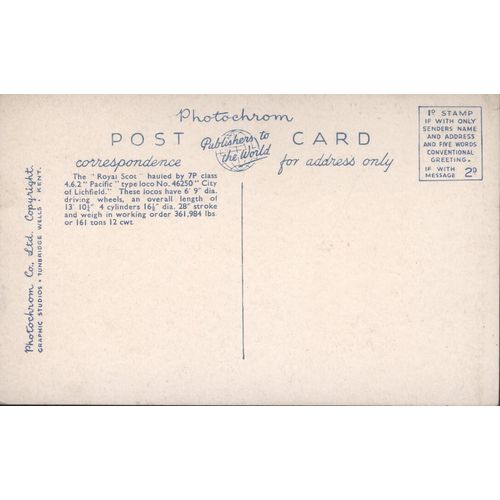 Photochrom
POST CARD
Publishers to
the World
correspondence
for address only
1D STAMP
IF WITH ONLY
SENDERS NAME
AND ADDRESS
AND FIVE WORDS
CONVENTIONAL
GREETING.
IF WITH
MESSAGE 2D
The "Royal Scot" hauled by 7P class
4.6.2 "Pacific" type loco No. 46250 "City
of Lichfield." These locos have 6' 9" dia.
driving wheels, an overall length of
13' 10½" 4 cylinders 16½" dia. 28" stroke
and weigh in working order 361,984 lbs
or 161 tons 12 cwt.
Photochrom Co., Ltd. Copyright.
GRAPHIC STUDIOS • TUNBRIDGE WELLS • KENT.